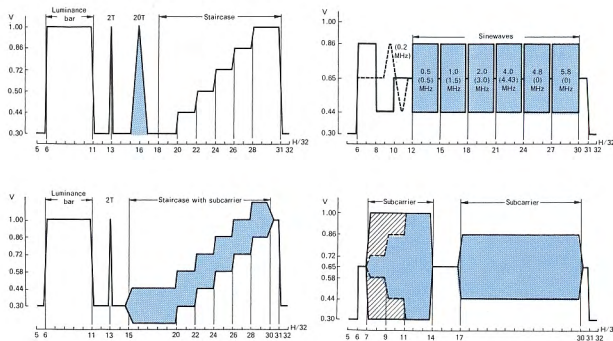 V
Luminance
bar
2T
20T
Staircase
1.00
0.86
0.72
0.60
0.44
0.30
5 6 11 13 16 18 20 22 24 26 28 31 32
H/32
V
Sinewaves
(0.2
MHz)
1.00
0.86
0.65
0.44
0.30
0.5
(0.5)
MHz
1.0
(1.5)
MHz
2.0
(3.0)
MHz
4.0
(4.43)
MHz
4.8
(0)
MHz
5.8
(0)
MHz
6 8 10 12 15 18 21 24 27 30 31 32
H/32
V
Luminance
bar
2T
Staircase with subcarrier
1.00
0.86
0.72
0.60
0.44
0.30
5 6 11 13 15 20 22 24 26 28 30 31 32
H/32
V
Subcarrier
Subcarrier
1.00
0.86
0.72
0.65
0.58
0.44
0.30
6 7 9 11 14 17 30 31 32
H/32